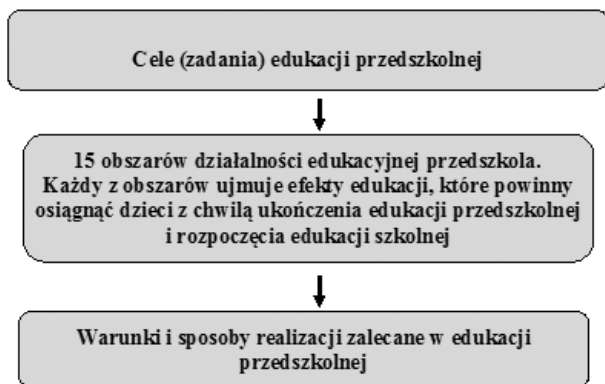 Cele (zadania) edukacji przedszkolnej
15 obszarów działalności edukacyjnej przedszkola.
Każdy z obszarów ujmuje efekty edukacji, które powinny
osiągnąć dzieci z chwilą ukończenia edukacji przedszkolnej
i rozpoczęcia edukacji szkolnej
Warunki i sposoby realizacji zalecane w edukacji
przedszkolnej